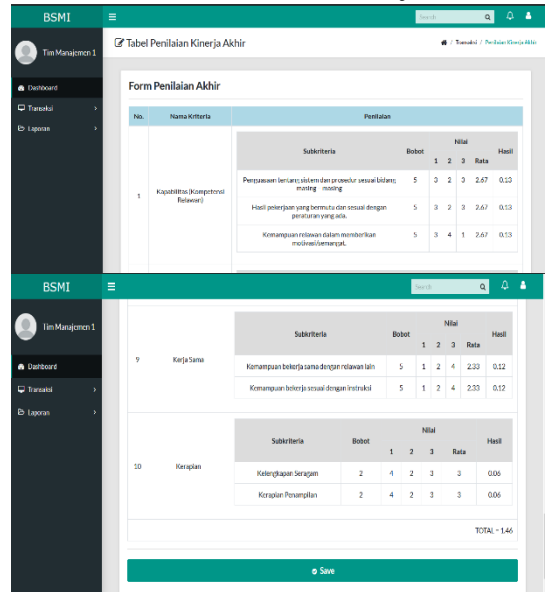 BSMI
Search
Tim Manajemen 1
Tabel Penilaian Kinerja Akhir
/ Transaksi / Penilaian Kinerja Akhir
Dashboard
Transaksi
Laporan
Form Penilaian Akhir
No. Nama Kriteria Penilaian
Subkriteria Bobot Nilai Hasil
1 2 3 Rata
1 Kapabilitas (Kompetensi Relawan)
Penguasaan tentang sistem dan prosedur sesuai bidang masing - masing 5 3 2 3 2.67 0.13
Hasil pekerjaan yang bermutu dan sesuai dengan peraturan yang ada. 5 3 2 3 2.67 0.13
Kemampuan relawan dalam memberikan motivasi/semangat. 5 3 4 1 2.67 0.13
BSMI
Search
Tim Manajemen 1
Dashboard
Transaksi
Laporan
Subkriteria Bobot Nilai Hasil
1 2 3 Rata
9 Kerja Sama
Kemampuan bekerja sama dengan relawan lain 5 1 2 4 2.33 0.12
Kemampuan bekerja sesuai dengan instruksi 5 1 2 4 2.33 0.12
Subkriteria Bobot Nilai Hasil
1 2 3 Rata
10 Kerapian
Kelengkapan Seragam 2 4 2 3 3 0.06
Kerapian Penampilan 2 4 2 3 3 0.06
TOTAL = 1.46
Save